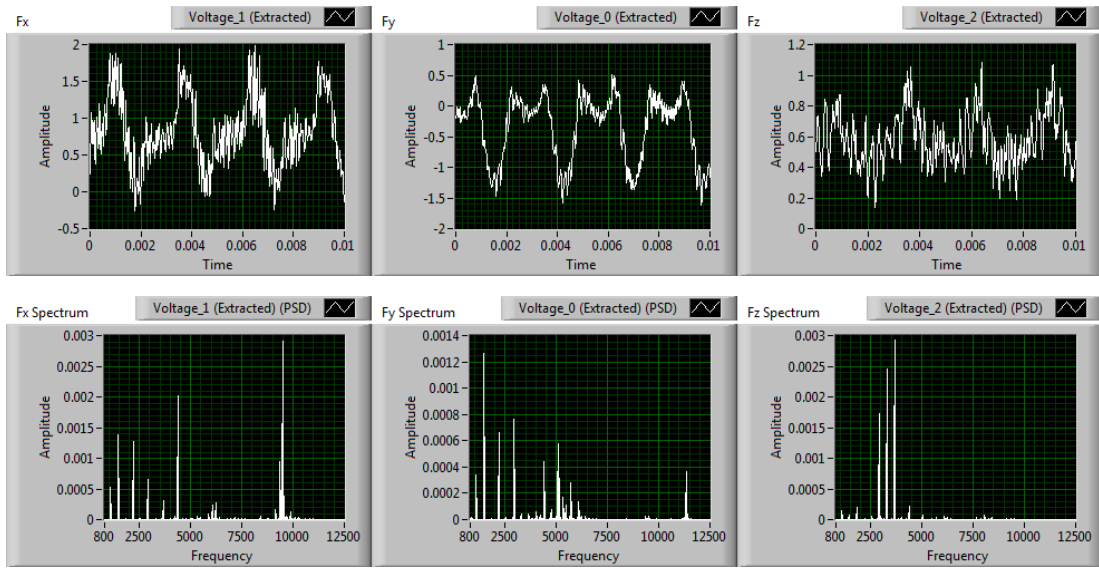 Fx
Voltage_1 (Extracted)
Amplitude
2
1.5
1
0.5
0
-0.5
0 0.002 0.004 0.006 0.008 0.01
Time
Fy
Voltage_0 (Extracted)
Amplitude
1
0.5
0
-0.5
-1
-1.5
-2
0 0.002 0.004 0.006 0.008 0.01
Time
Fz
Voltage_2 (Extracted)
Amplitude
1.2
1
0.8
0.6
0.4
0.2
0
0 0.002 0.004 0.006 0.008 0.01
Time
Fx Spectrum
Voltage_1 (Extracted) (PSD)
Amplitude
0.003
0.0025
0.002
0.0015
0.001
0.0005
0
800 2500 5000 7500 10000 12500
Frequency
Fy Spectrum
Voltage_0 (Extracted) (PSD)
Amplitude
0.0014
0.0012
0.001
0.0008
0.0006
0.0004
0.0002
0
800 2500 5000 7500 10000 12500
Frequency
Fz Spectrum
Voltage_2 (Extracted) (PSD)
Amplitude
0.003
0.0025
0.002
0.0015
0.001
0.0005
0
800 2500 5000 7500 10000 12500
Frequency